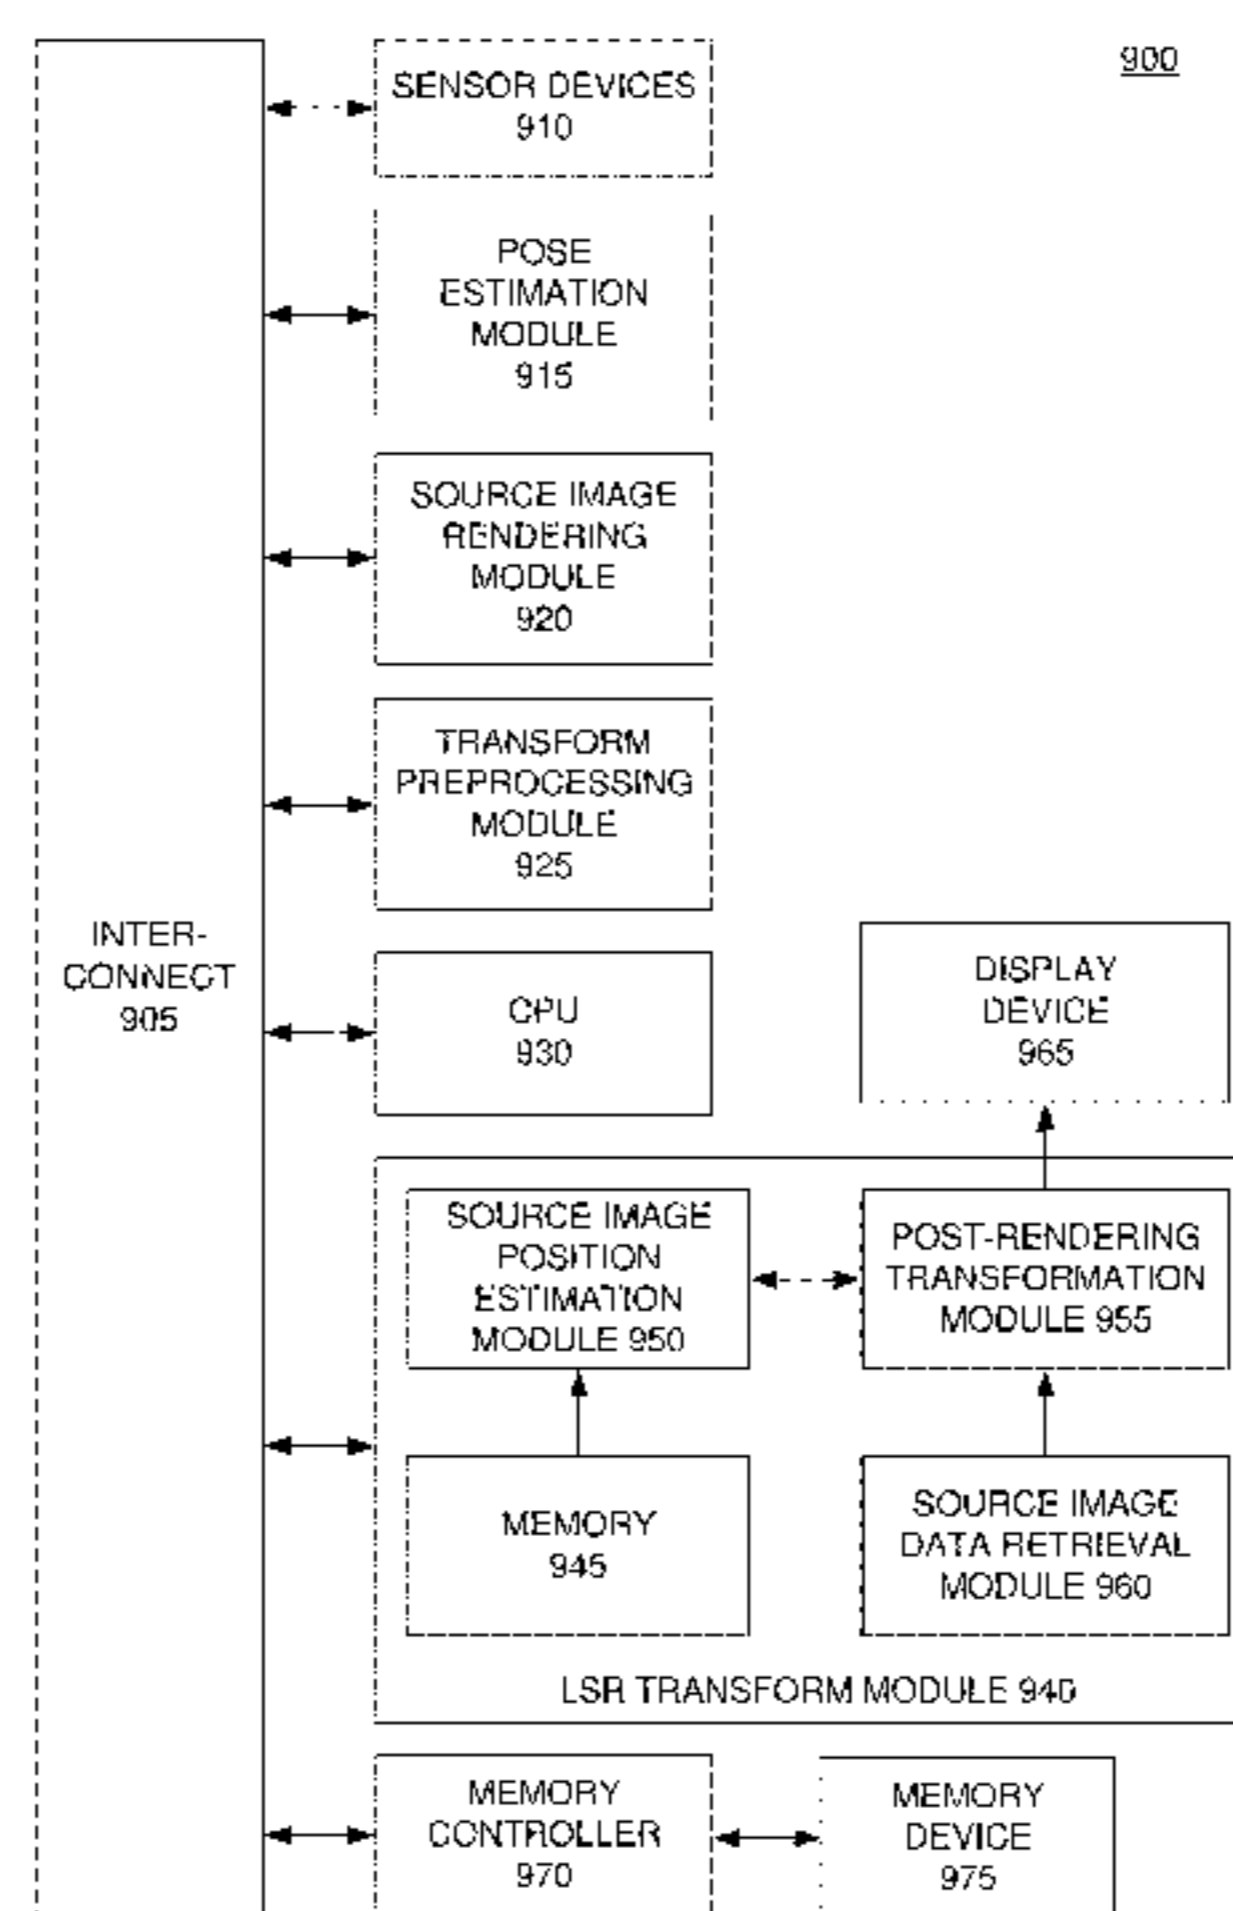 900
SENSOR DEVICES
910
POSE
ESTIMATION
MODULE
915
SOURCE IMAGE
RENDERING
MODULE
920
TRANSFORM
PREPROCESSING
MODULE
925
INTER-
CONNECT
905
CPU
930
DISPLAY
DEVICE
965
SOURCE IMAGE
POSITION
ESTIMATION
MODULE 950
POST-RENDERING
TRANSFORMATION
MODULE 955
MEMORY
945
SOURCE IMAGE
DATA RETRIEVAL
MODULE 960
LSR TRANSFORM MODULE 940
MEMORY
CONTROLLER
970
MEMORY
DEVICE
975